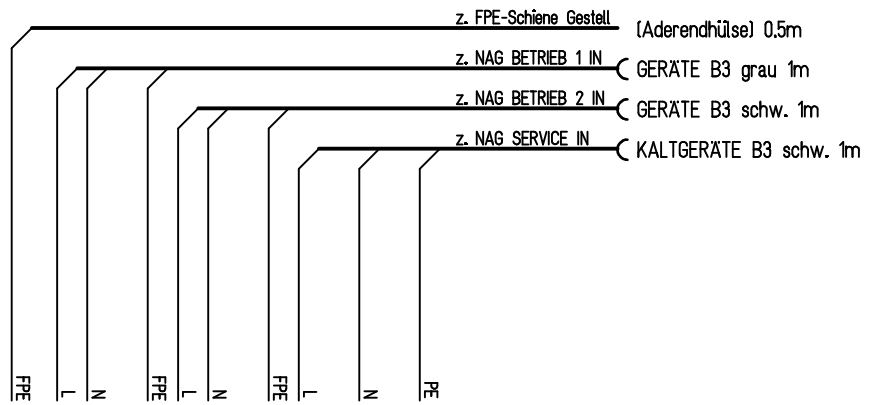 z. FPE-Schiene Gestell (Aderendhülse) 0.5m
z. NAG BETRIEB 1 IN GERÄTE B3 grau 1m
z. NAG BETRIEB 2 IN GERÄTE B3 schw. 1m
z. NAG SERVICE IN KALTGERÄTE B3 schw. 1m
FPE L N FPE L N FPE L N PE